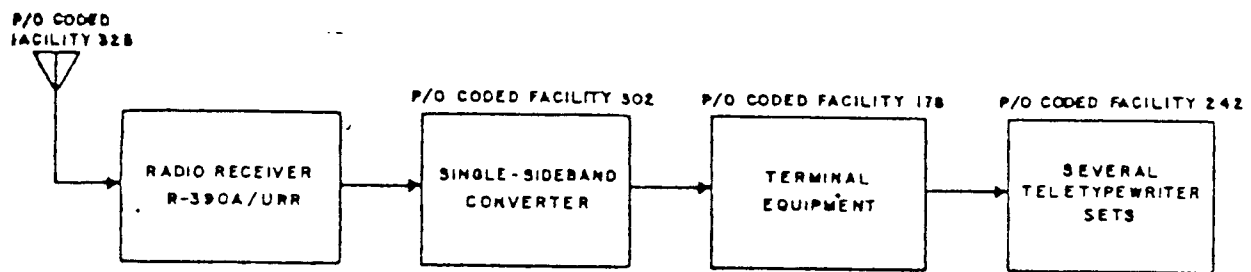 P/O CODED
FACILITY 328
RADIO RECEIVER
R-390A/URR
P/O CODED FACILITY 302
SINGLE-SIDEBAND
CONVERTER
P/O CODED FACILITY 178
TERMINAL
EQUIPMENT
P/O CODED FACILITY 242
SEVERAL
TELETYPEWRITER
SETS